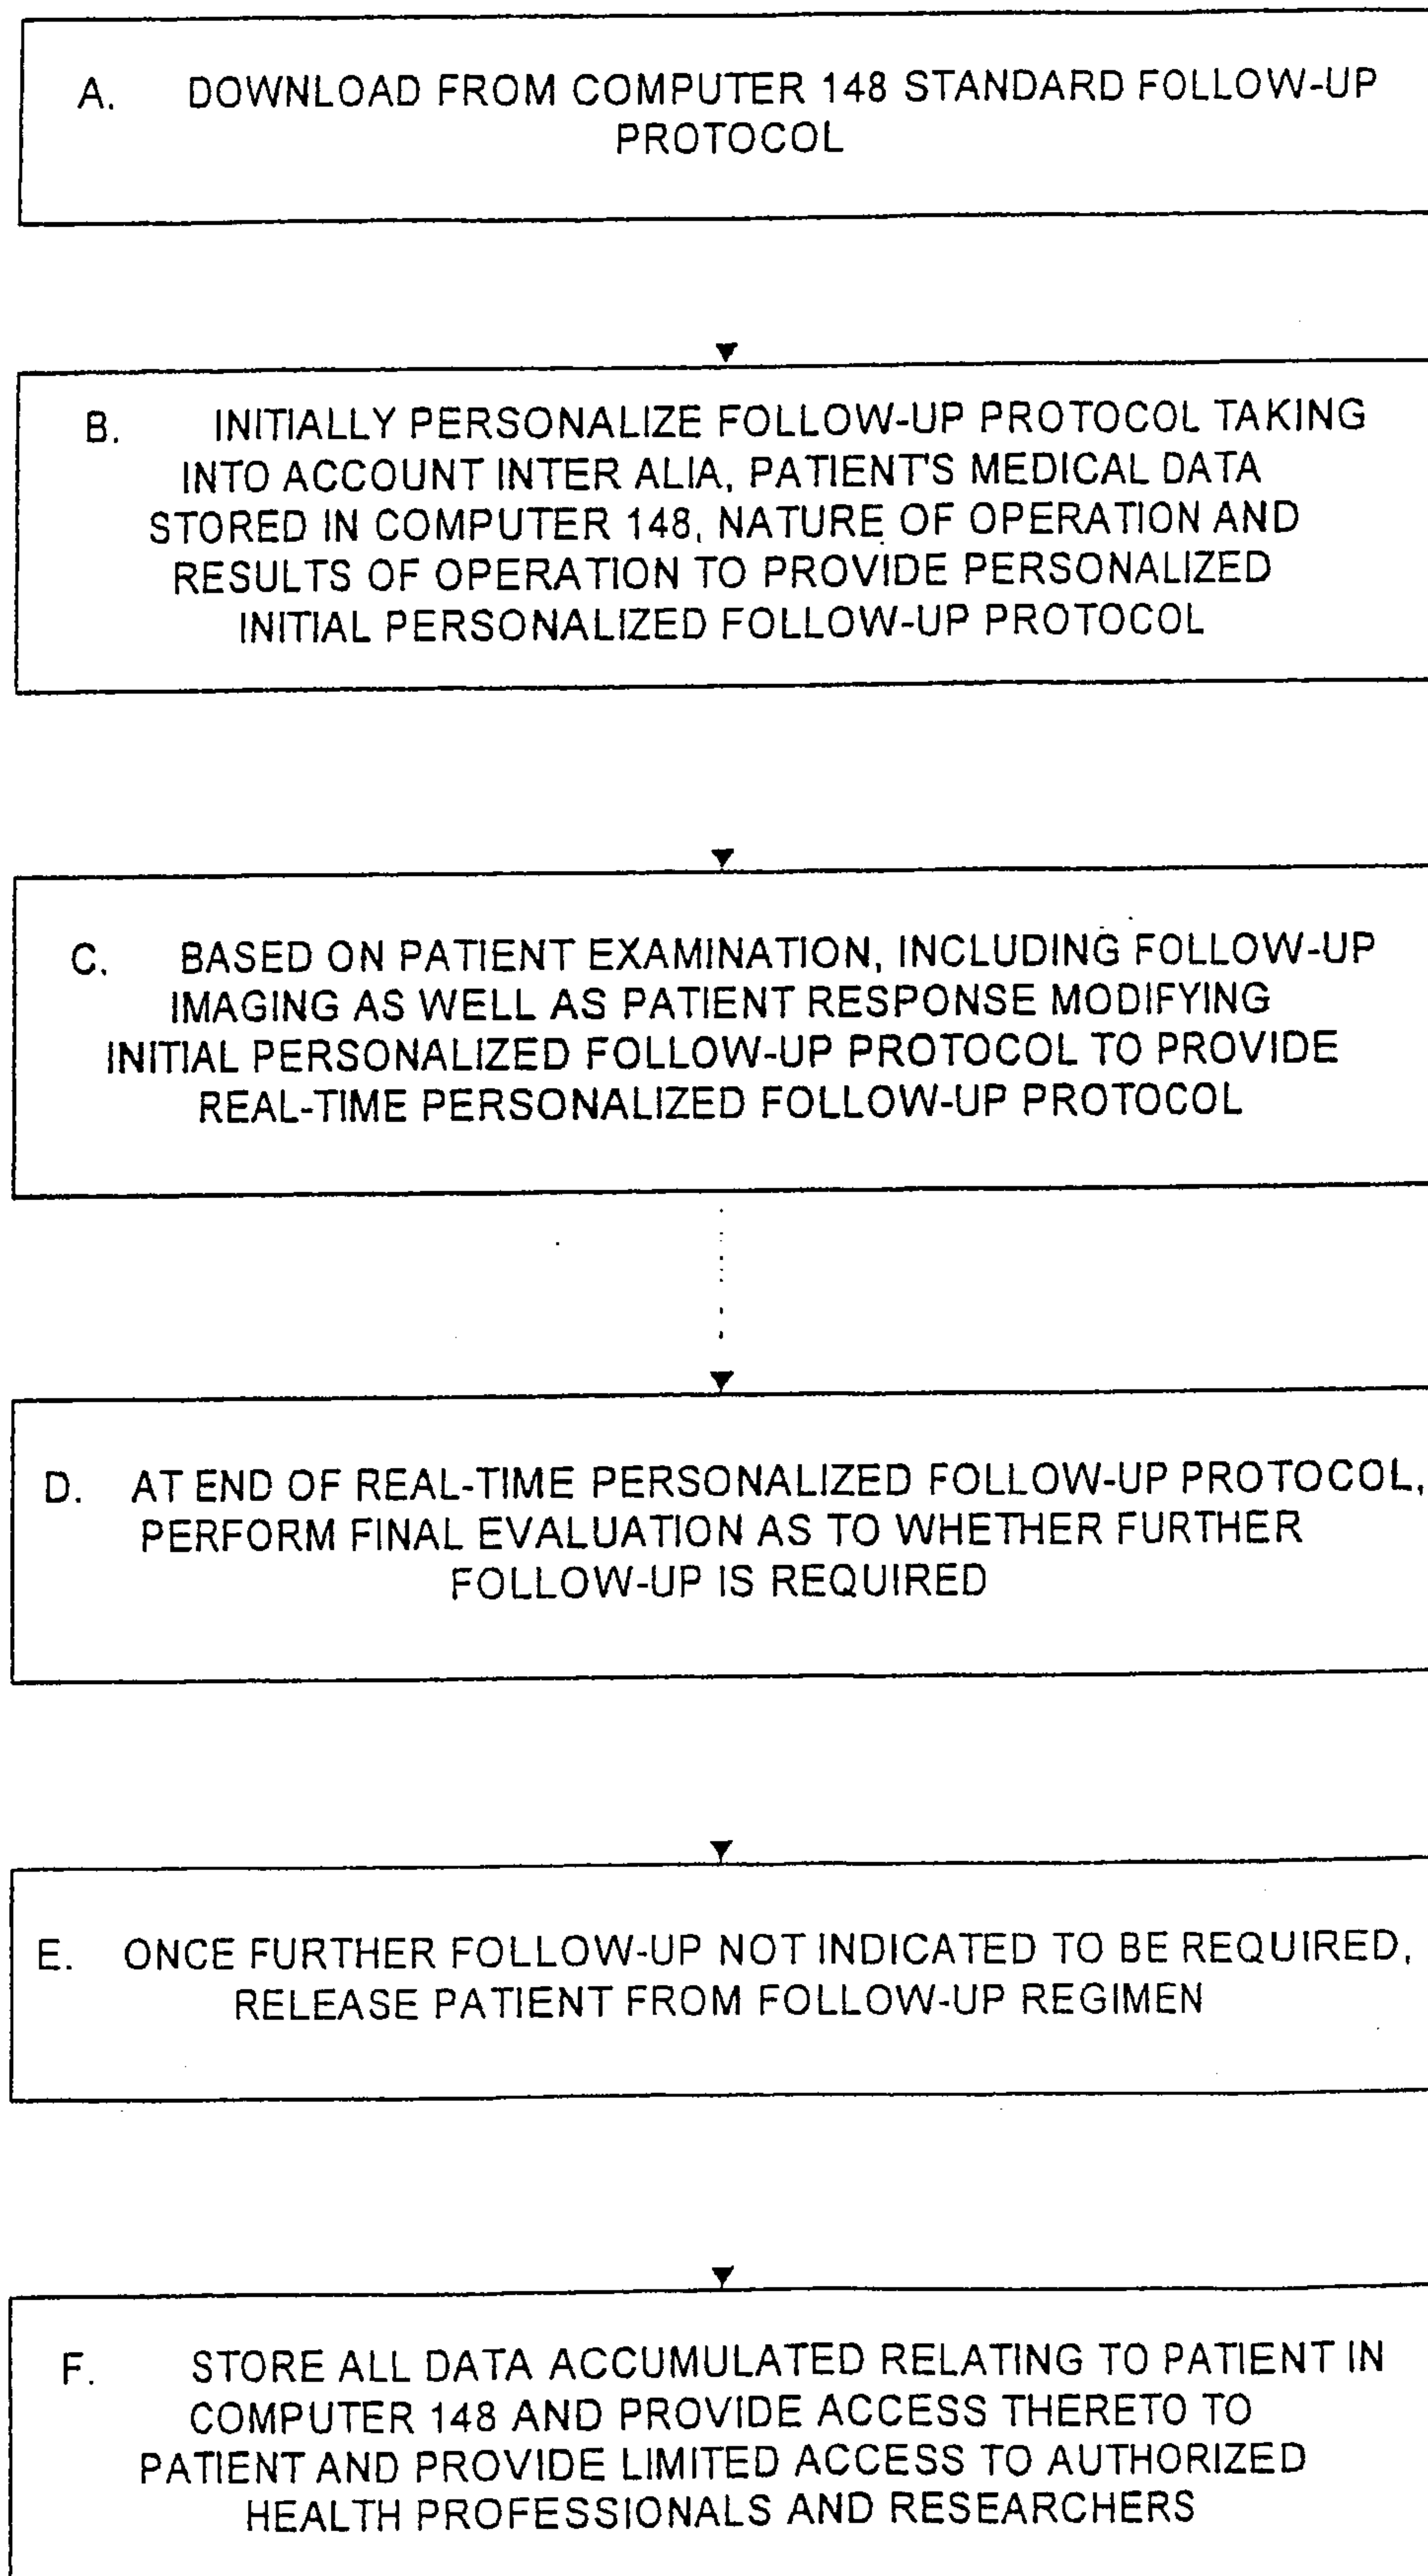 A. DOWNLOAD FROM COMPUTER 148 STANDARD FOLLOW-UP
PROTOCOL
B. INITIALLY PERSONALIZE FOLLOW-UP PROTOCOL TAKING
INTO ACCOUNT INTER ALIA, PATIENT'S MEDICAL DATA
STORED IN COMPUTER 148, NATURE OF OPERATION AND
RESULTS OF OPERATION TO PROVIDE PERSONALIZED
INITIAL PERSONALIZED FOLLOW-UP PROTOCOL
C. BASED ON PATIENT EXAMINATION, INCLUDING FOLLOW-UP
IMAGING AS WELL AS PATIENT RESPONSE MODIFYING
INITIAL PERSONALIZED FOLLOW-UP PROTOCOL TO PROVIDE
REAL-TIME PERSONALIZED FOLLOW-UP PROTOCOL
D. AT END OF REAL-TIME PERSONALIZED FOLLOW-UP PROTOCOL,
PERFORM FINAL EVALUATION AS TO WHETHER FURTHER
FOLLOW-UP IS REQUIRED
E. ONCE FURTHER FOLLOW-UP NOT INDICATED TO BE REQUIRED,
RELEASE PATIENT FROM FOLLOW-UP REGIMEN
F. STORE ALL DATA ACCUMULATED RELATING TO PATIENT IN
COMPUTER 148 AND PROVIDE ACCESS THERETO TO
PATIENT AND PROVIDE LIMITED ACCESS TO AUTHORIZED
HEALTH PROFESSIONALS AND RESEARCHERS